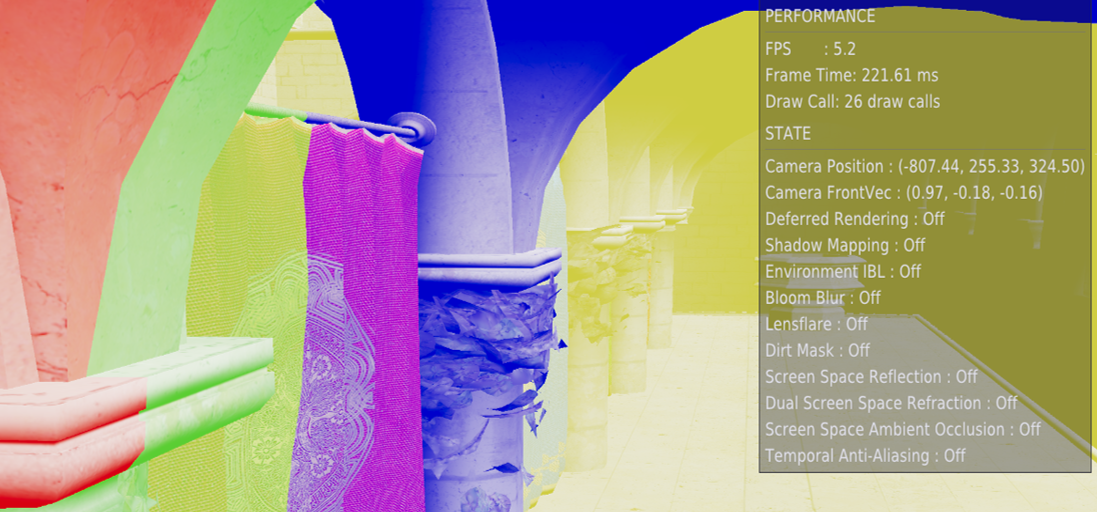 PERFORMANCE
FPS : 5.2
Frame Time: 221.61 ms
Draw Call: 26 draw calls
STATE
Camera Position : (-807.44, 255.33, 324.50)
Camera FrontVec : (0.97, -0.18, -0.16)
Deferred Rendering : Off
Shadow Mapping : Off
Environment IBL : Off
Bloom Blur : Off
Lensflare : Off
Dirt Mask : Off
Screen Space Reflection : Off
Dual Screen Space Refraction : Off
Screen Space Ambient Occlusion : Off
Temporal Anti-Aliasing : Off